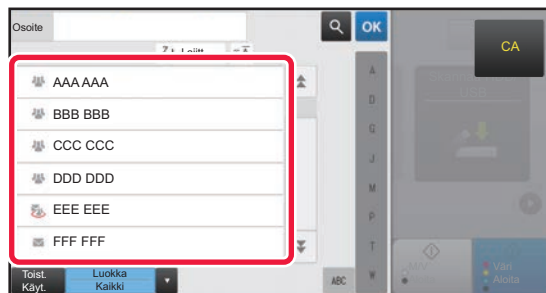 Osoite
OK
CA
AAA AAA
BBB BBB
CCC CCC
DDD DDD
EEE EEE
FFF FFF
A
D
G
J
M
P
T
W
ABC
Toist.
Käyt.
Luokka
Kaikki
Väri
Aloita